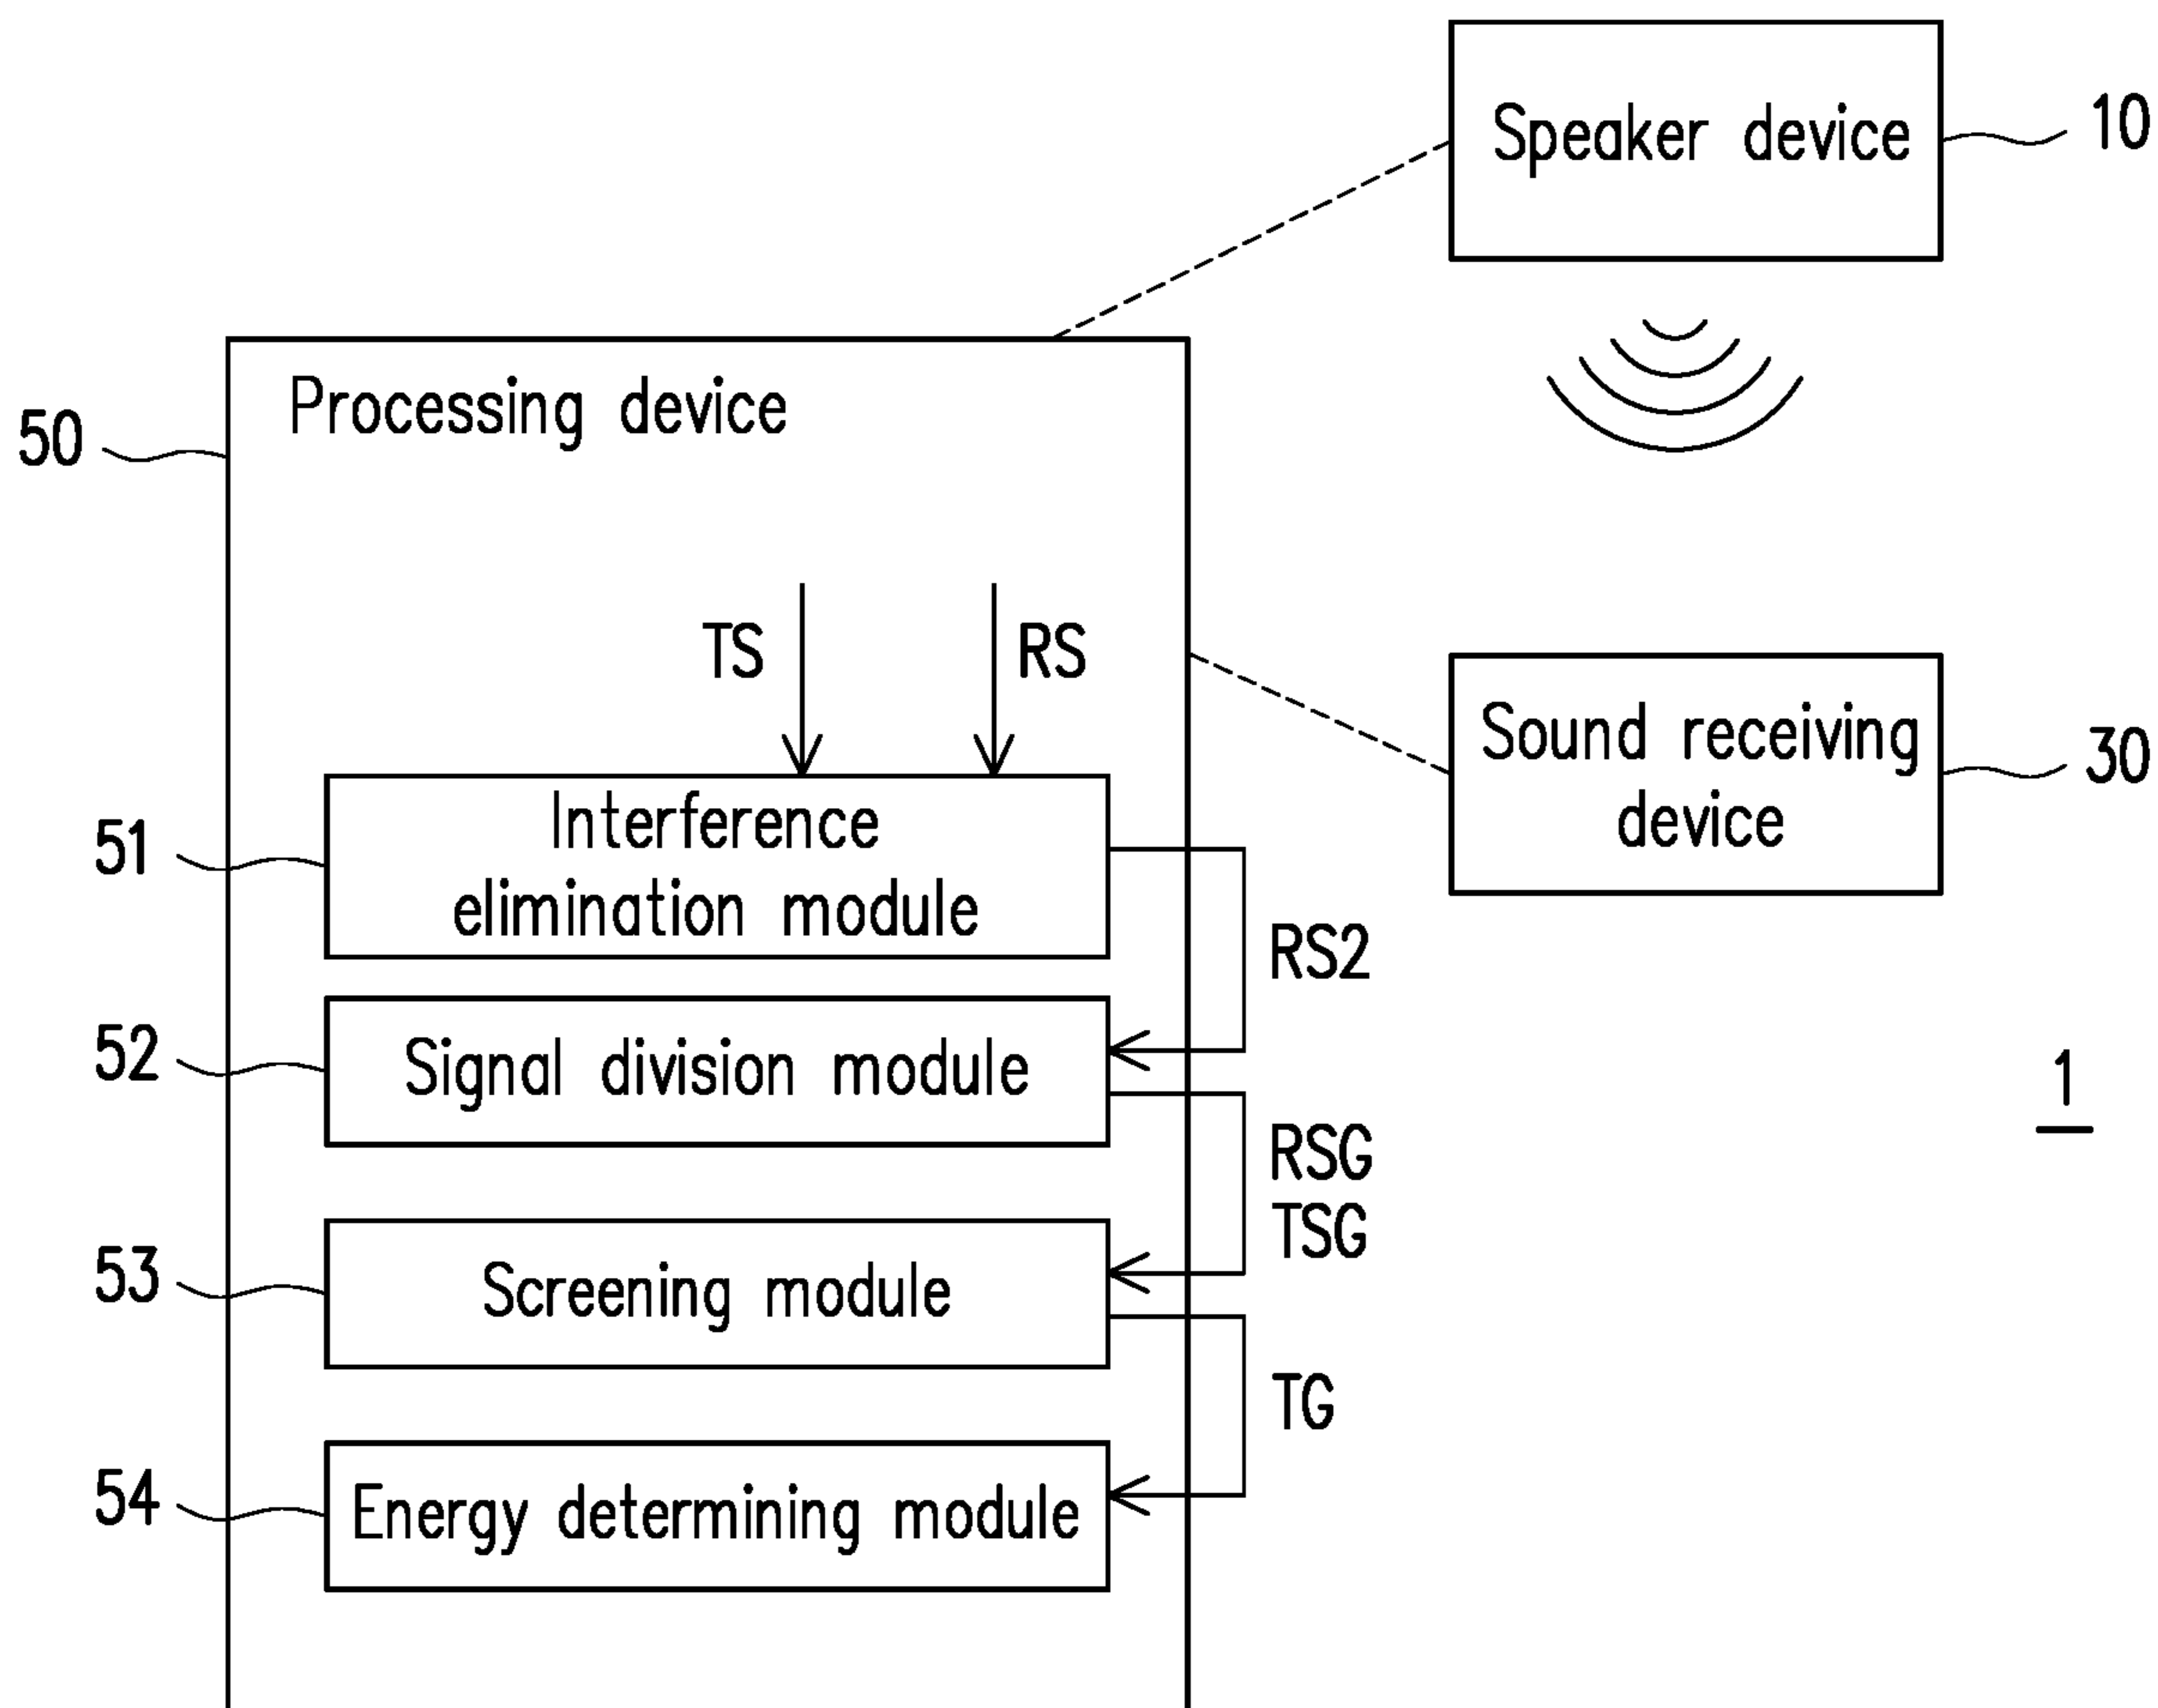 Speaker device
10
Processing device
50
TS
RS
Sound receiving
device
30
Interference
elimination module
51
RS2
Signal division module
52
1
RSG
TSG
Screening module
53
TG
Energy determining module
54